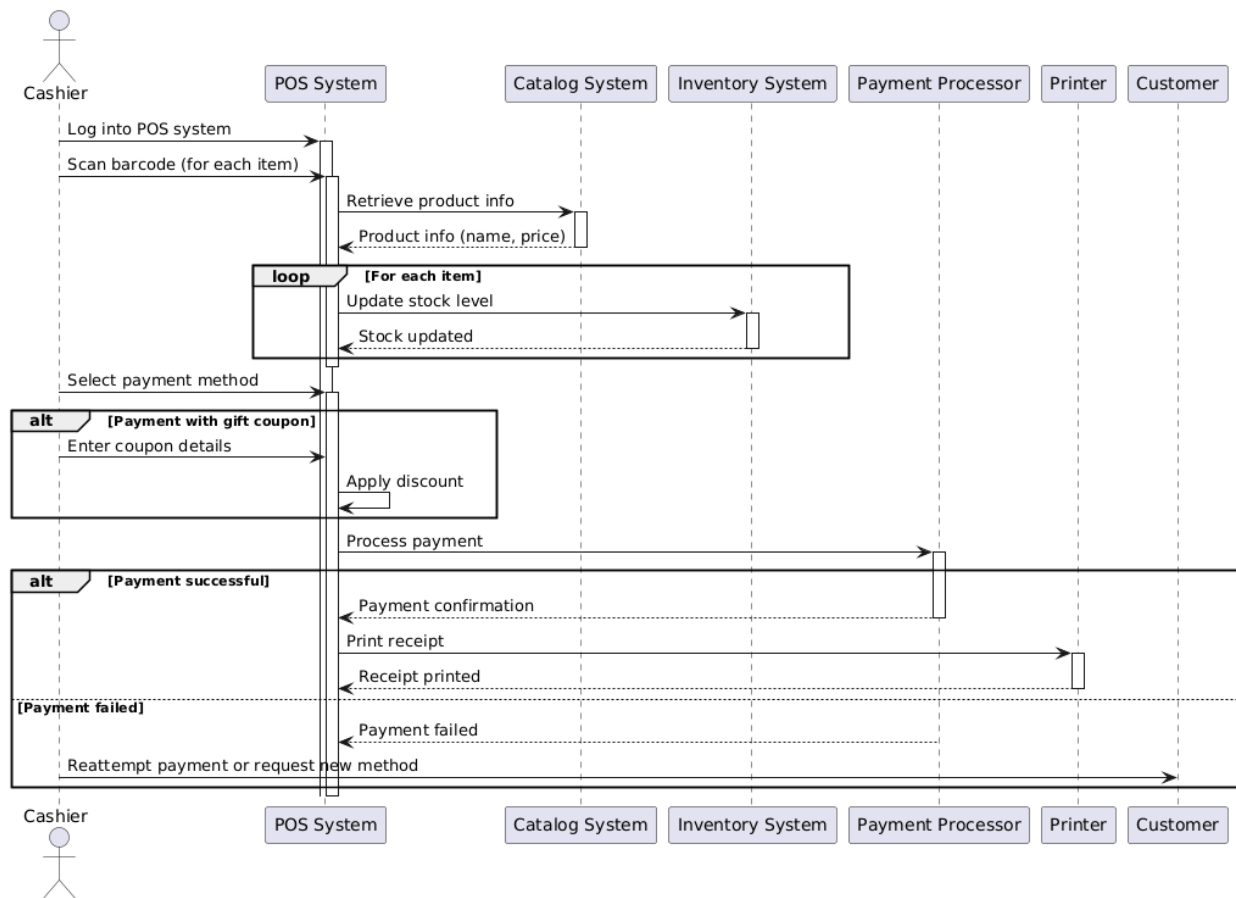 Cashier
POS System
Catalog System
Inventory System
Payment Processor
Printer
Customer
Log into POS system
Scan barcode (for each item)
Retrieve product info
Product info (name, price)
loop
[For each item]
Update stock level
Stock updated
Select payment method
alt
[Payment with gift coupon]
Enter coupon details
Apply discount
Process payment
alt
[Payment successful]
Payment confirmation
Print receipt
Receipt printed
[Payment failed]
Payment failed
Reattempt payment or request new method
Cashier
POS System
Catalog System
Inventory System
Payment Processor
Printer
Customer